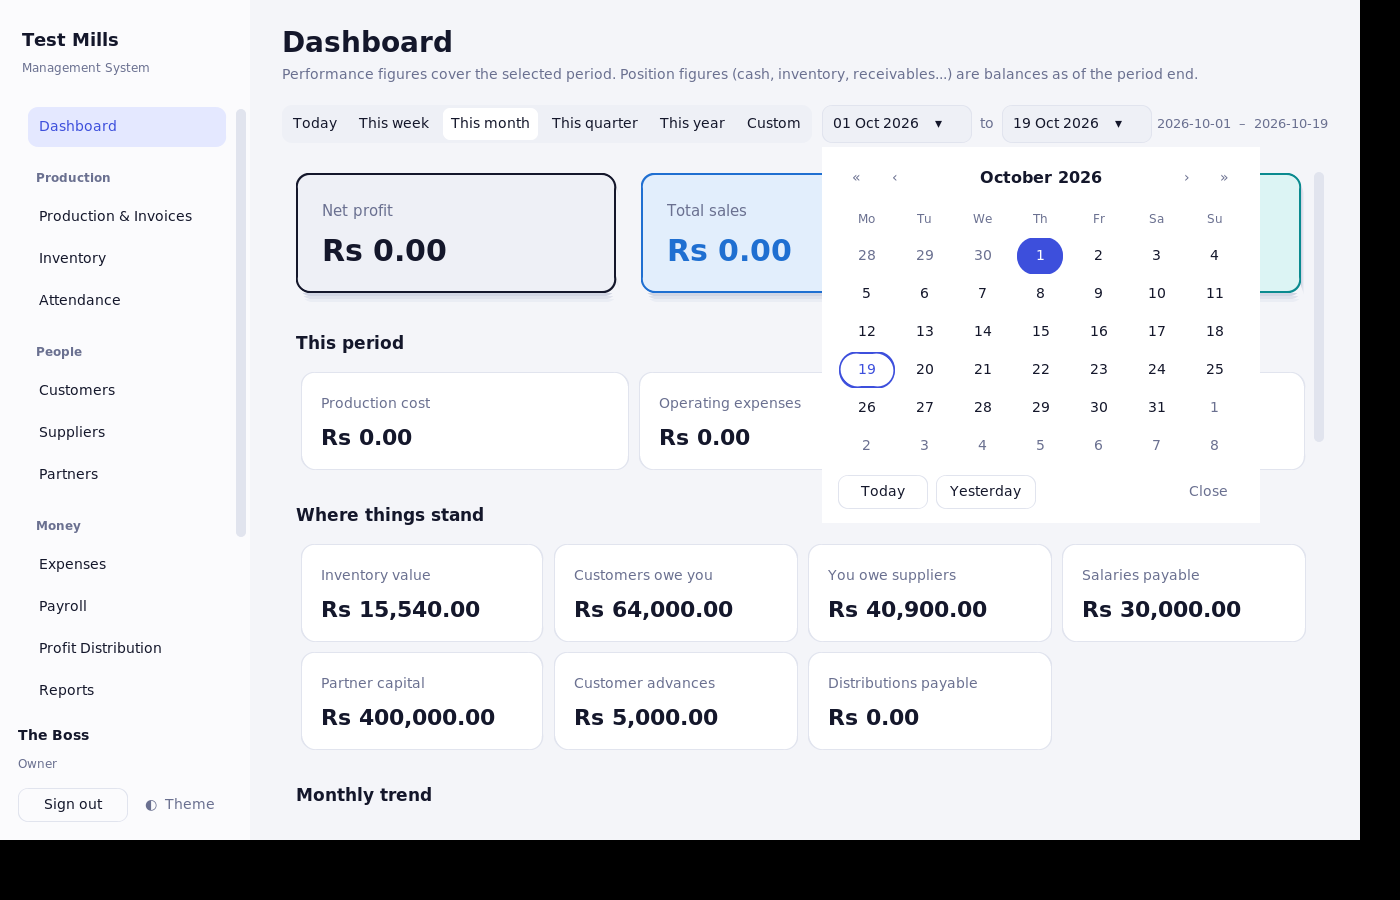 Test Mills
Management System
Dashboard
Production
Production & Invoices
Inventory
Attendance
People
Customers
Suppliers
Partners
Money
Expenses
Payroll
Profit Distribution
Reports
The Boss
Owner
Sign out ◐ Theme
Dashboard
Performance figures cover the selected period. Position figures (cash, inventory, receivables...) are balances as of the period end.
Today This week This month This quarter This year Custom 01 Oct 2026 ▾ to 19 Oct 2026 ▾ 2026-10-01 – 2026-10-19
Net profit
Rs 0.00
Total sales
Rs 0.00
« ‹ October 2026 › »
Mo Tu We Th Fr Sa Su
28 29 30 1 2 3 4
5 6 7 8 9 10 11
12 13 14 15 16 17 18
19 20 21 22 23 24 25
26 27 28 29 30 31 1
2 3 4 5 6 7 8
Today Yesterday Close
This period
Production cost
Rs 0.00
Operating expenses
Rs 0.00
Where things stand
Inventory value
Rs 15,540.00
Customers owe you
Rs 64,000.00
You owe suppliers
Rs 40,900.00
Salaries payable
Rs 30,000.00
Partner capital
Rs 400,000.00
Customer advances
Rs 5,000.00
Distributions payable
Rs 0.00
Monthly trend